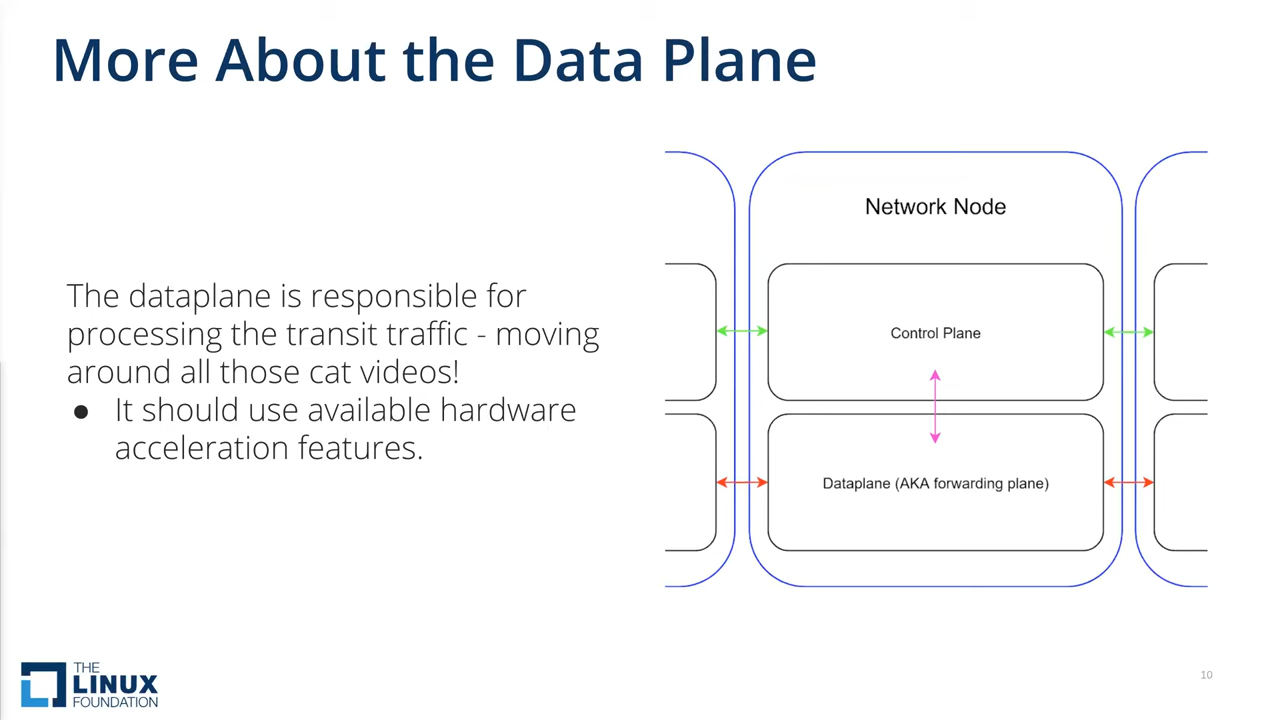 More About the Data Plane
The dataplane is responsible for
processing the transit traffic - moving
around all those cat videos!
● It should use available hardware
acceleration features.
Network Node
Control Plane
Dataplane (AKA forwarding plane)
THE
LINUX
FOUNDATION
10